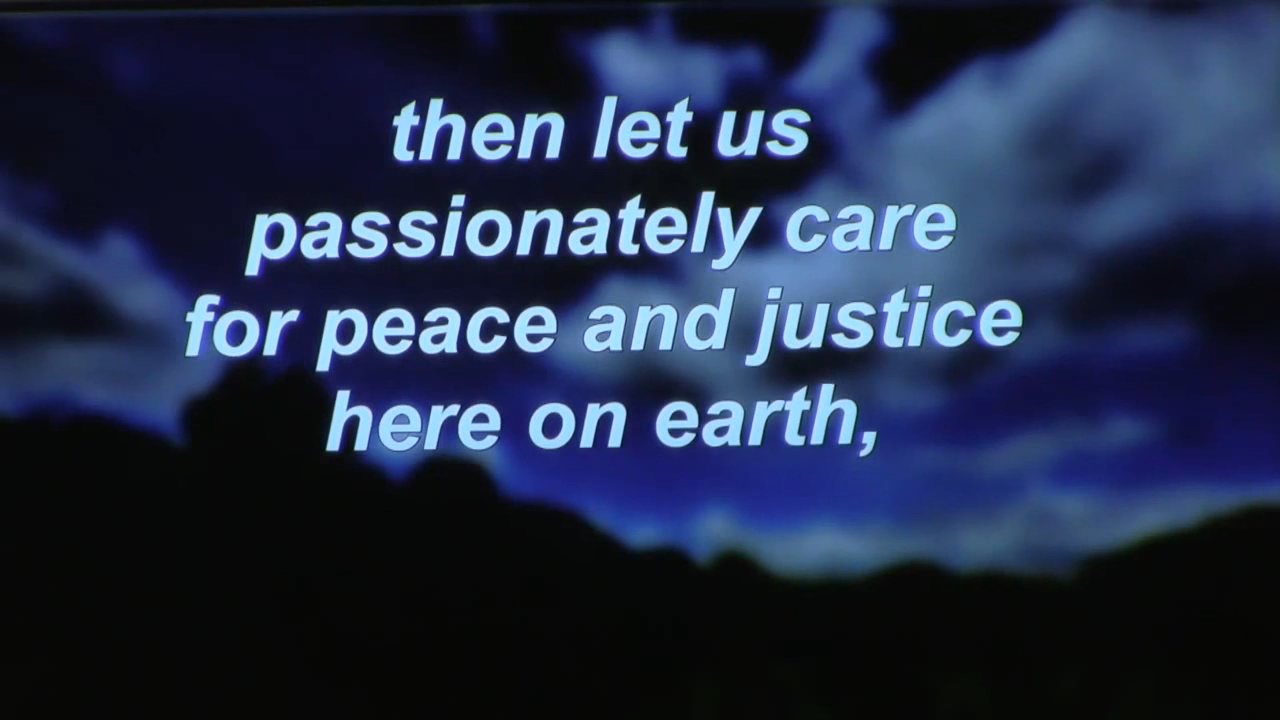 then let us
passionately care
for peace and justice
here on earth,